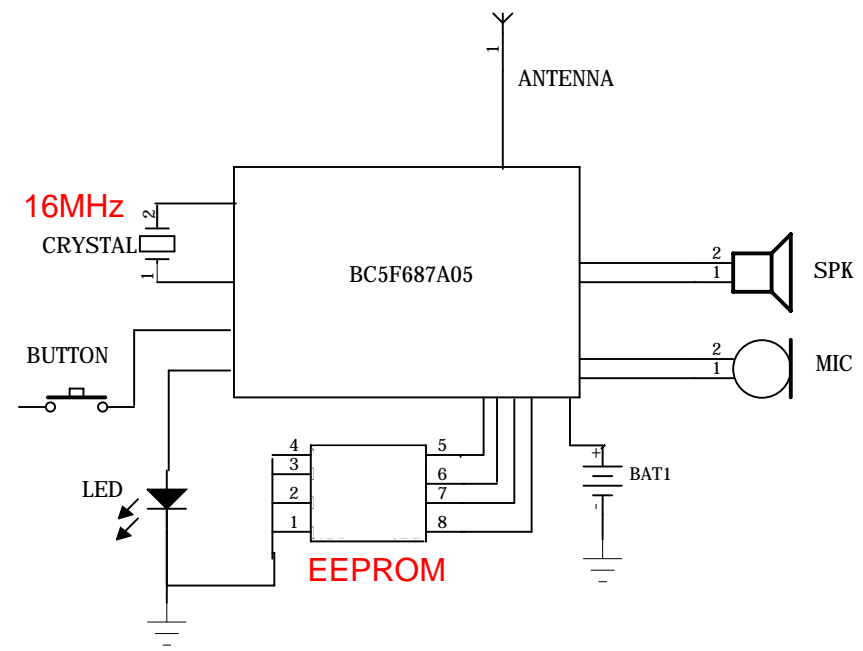 1
ANTENNA
16MHz
2
CRYSTAL
1
BC5F687A05
2
1
SPK
BUTTON
2
1
MIC
LED
4
3
2
1
5
6
7
8
EEPROM
+
BAT1
-